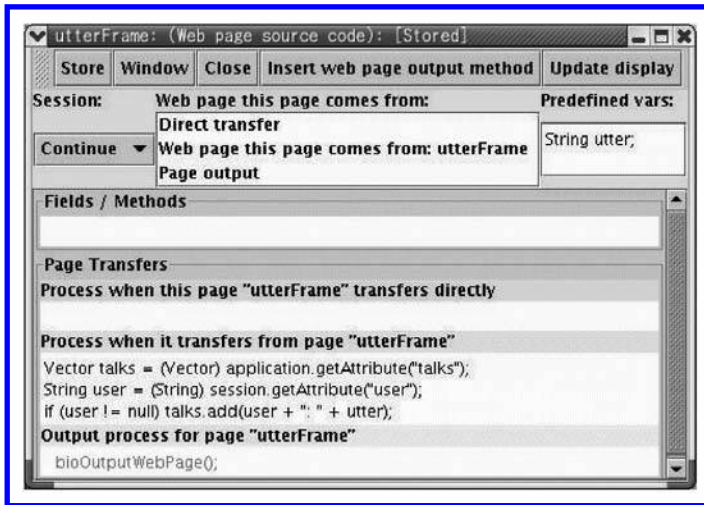 utterFrame: (Web page source code): [Stored]
Store Window Close Insert web page output method Update display
Session: Web page this page comes from: Predefined vars:
Continue
Direct transfer
Web page this page comes from: utterFrame
Page output
String utter;
Fields / Methods
Page Transfers
Process when this page "utterFrame" transfers directly
Process when it transfers from page "utterFrame"
Vector talks = (Vector) application.getAttribute("talks");
String user = (String) session.getAttribute("user");
if (user != null) talks.add(user + ": " + utter);
Output process for page "utterFrame"
bioOutputWebPage();